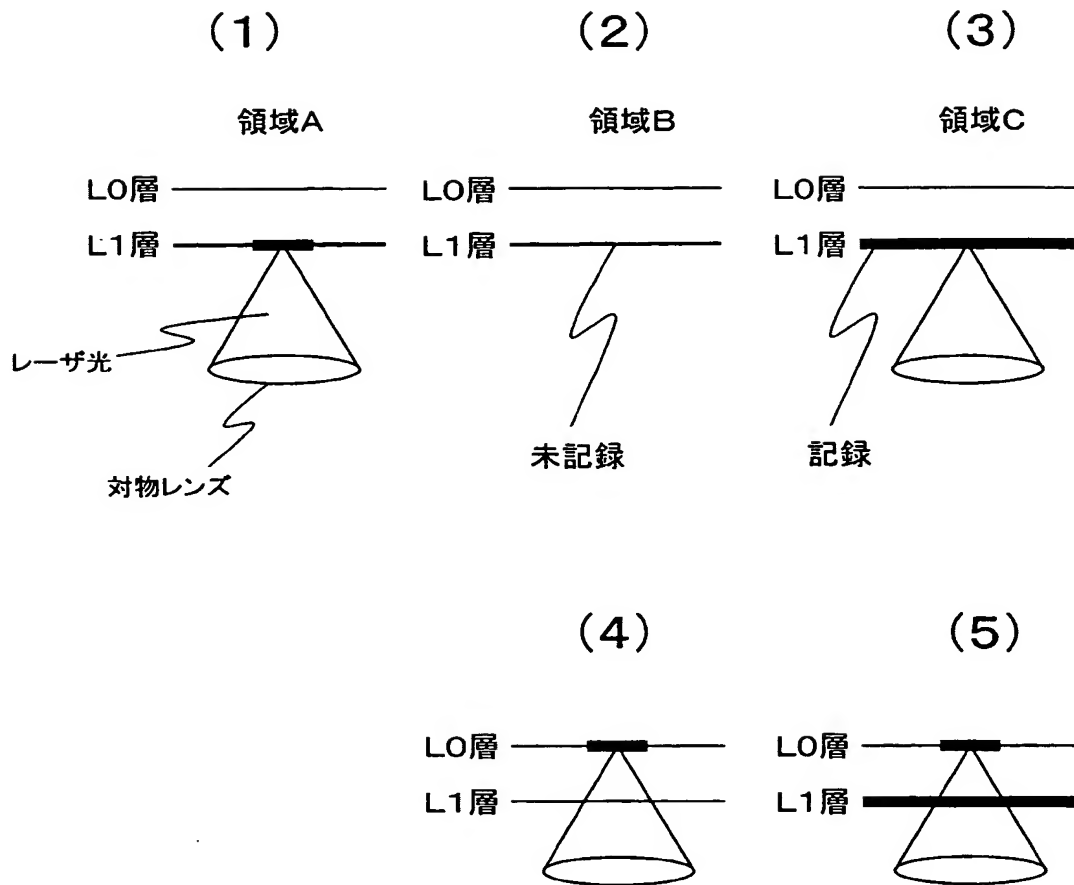 (1)
(2)
(3)
領域A
領域B
領域C
L0層
L0層
L0層
L1層
L1層
L1層
レーザ光
対物レンズ
未記録
記録
(4)
(5)
L0層
L0層
L1層
L1層